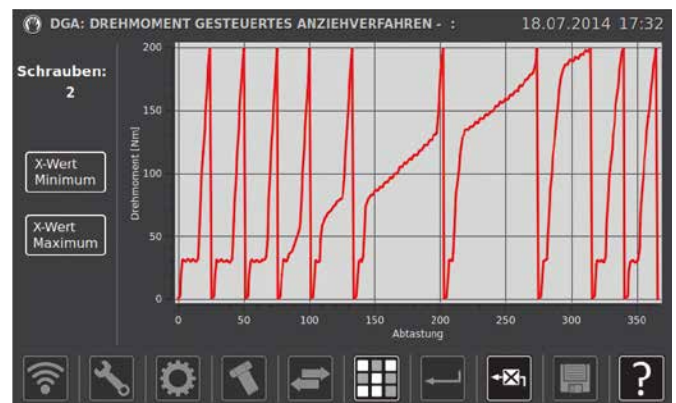 DGA: DREHMOMENT GESTEUERTES ANZIEHVERFAHREN - :
18.07.2014 17:32
Schrauben:
2
X-Wert
Minimum
X-Wert
Maximum
Drehmoment [Nm]
200
150
100
50
0
0 50 100 150 200 250 300 350
Abtastung
?